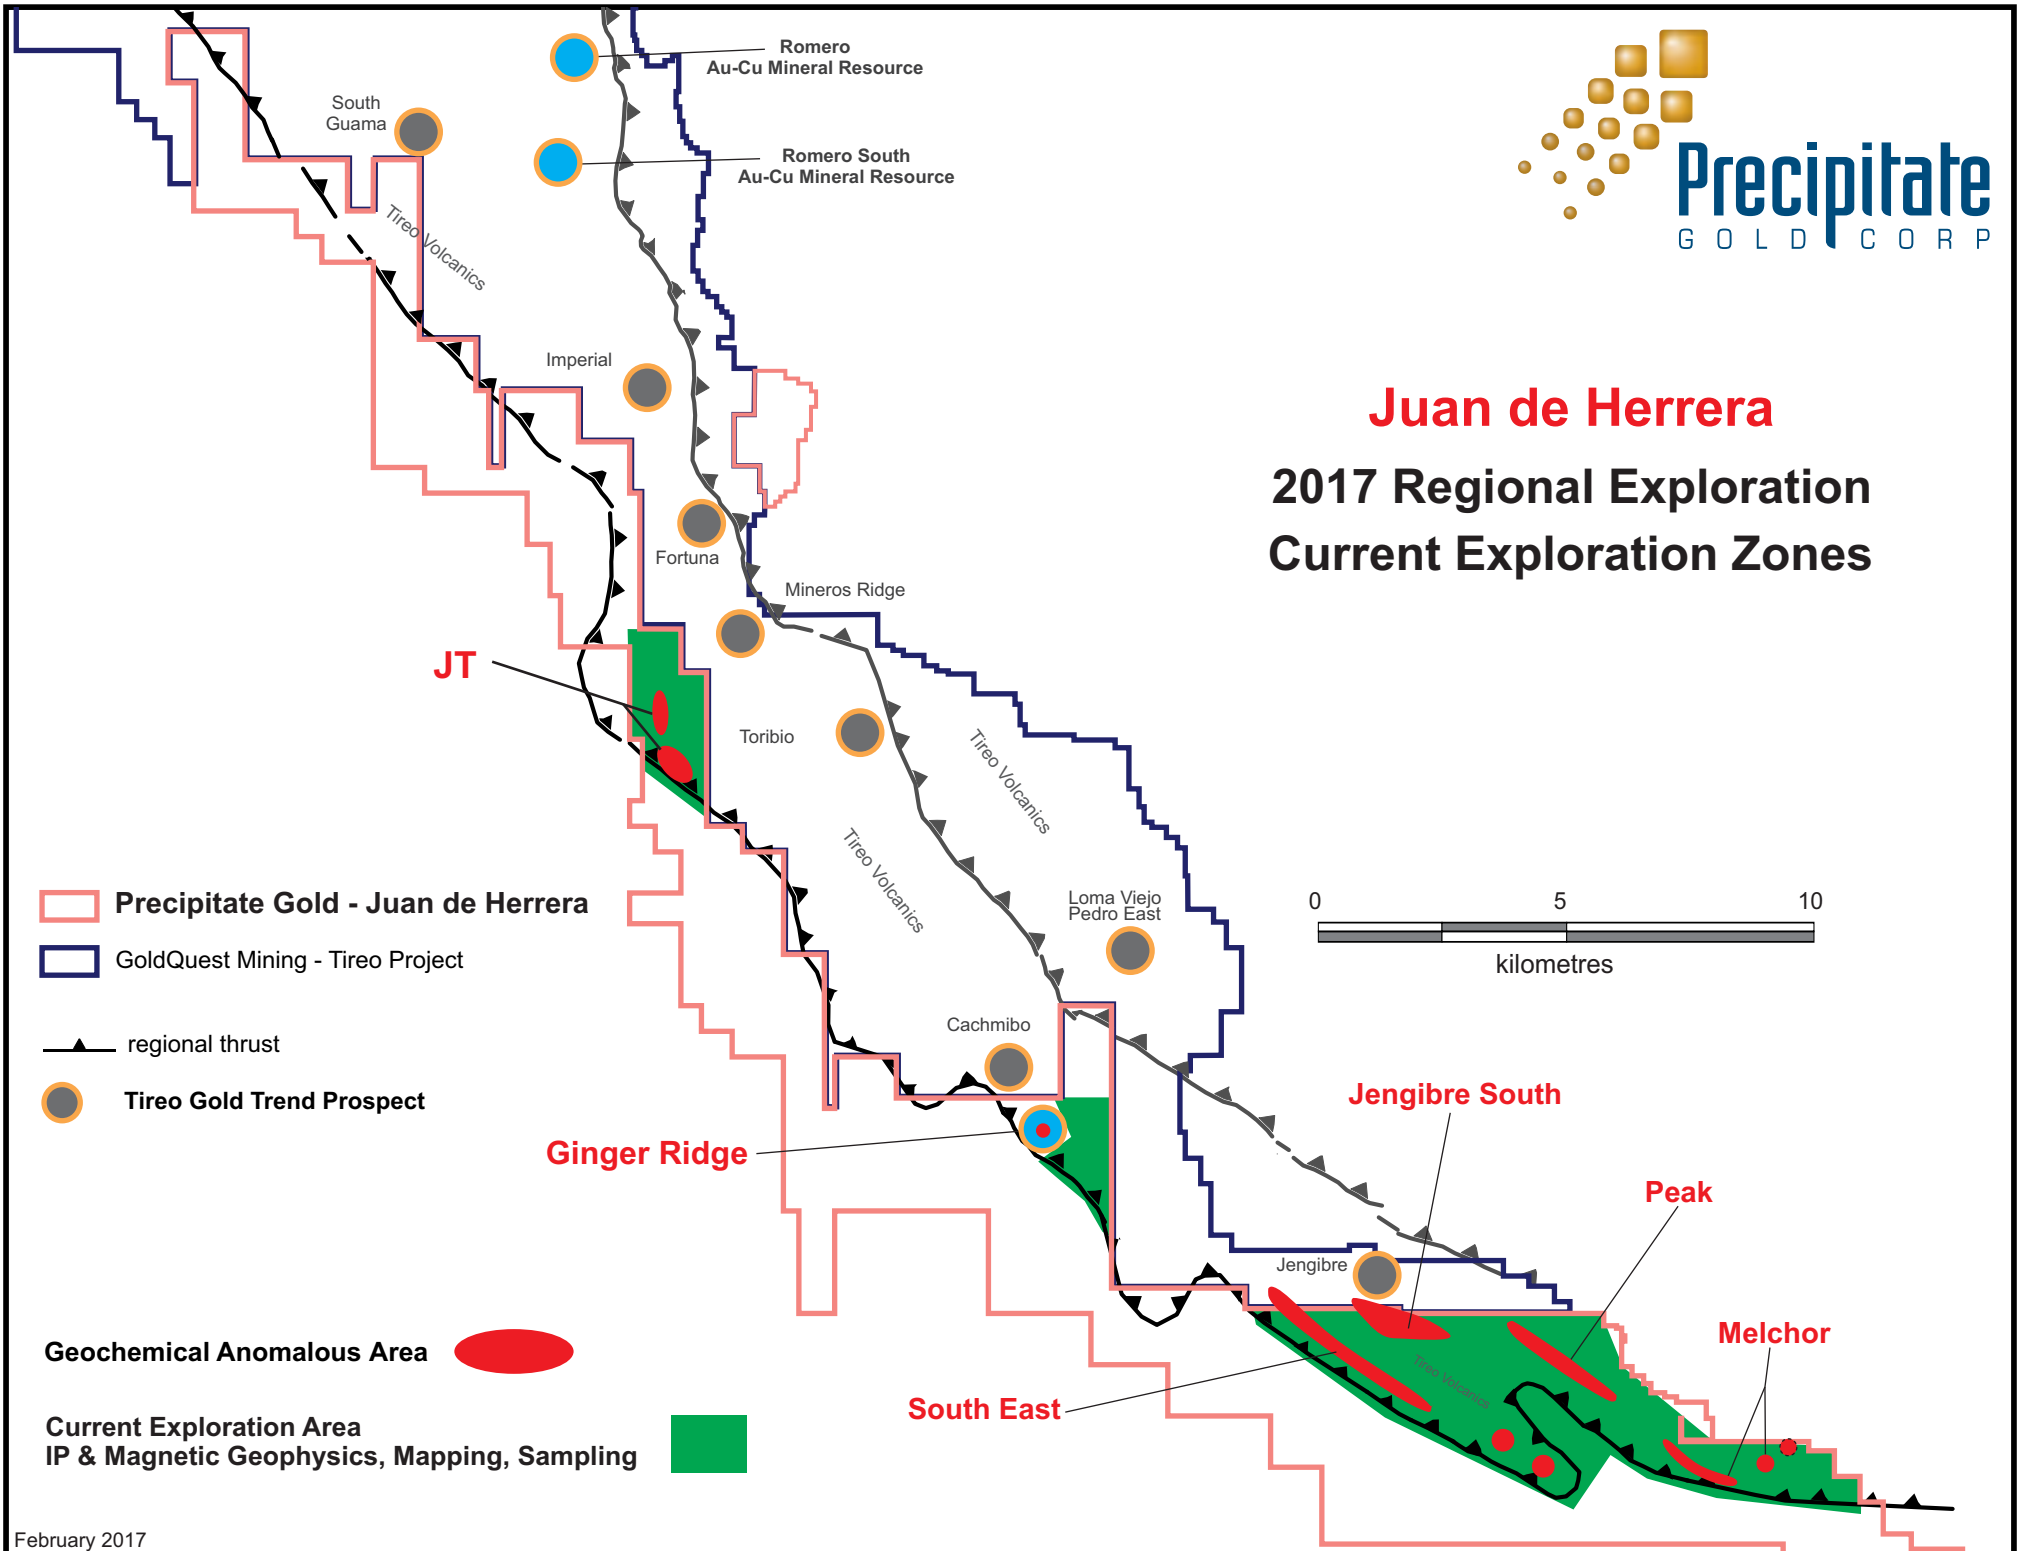 Romero
Au-Cu Mineral Resource
South
Guama
Romero South
Au-Cu Mineral Resource
Precipitate
GOLD CORP
Tireo Volcanics
Imperial
Juan de Herrera
2017 Regional Exploration
Current Exploration Zones
Fortuna
Mineros Ridge
JT
Toribio
Tireo Volcanics
Tireo Volcanics
Loma Viejo
Pedro East
0 5 10
kilometres
Precipitate Gold - Juan de Herrera
GoldQuest Mining - Tireo Project
regional thrust
Tireo Gold Trend Prospect
Cachmibo
Ginger Ridge
Jengibre South
Peak
Jengibre
Melchor
Tireo Volcanics
South East
Geochemical Anomalous Area
Current Exploration Area
IP & Magnetic Geophysics, Mapping, Sampling
February 2017